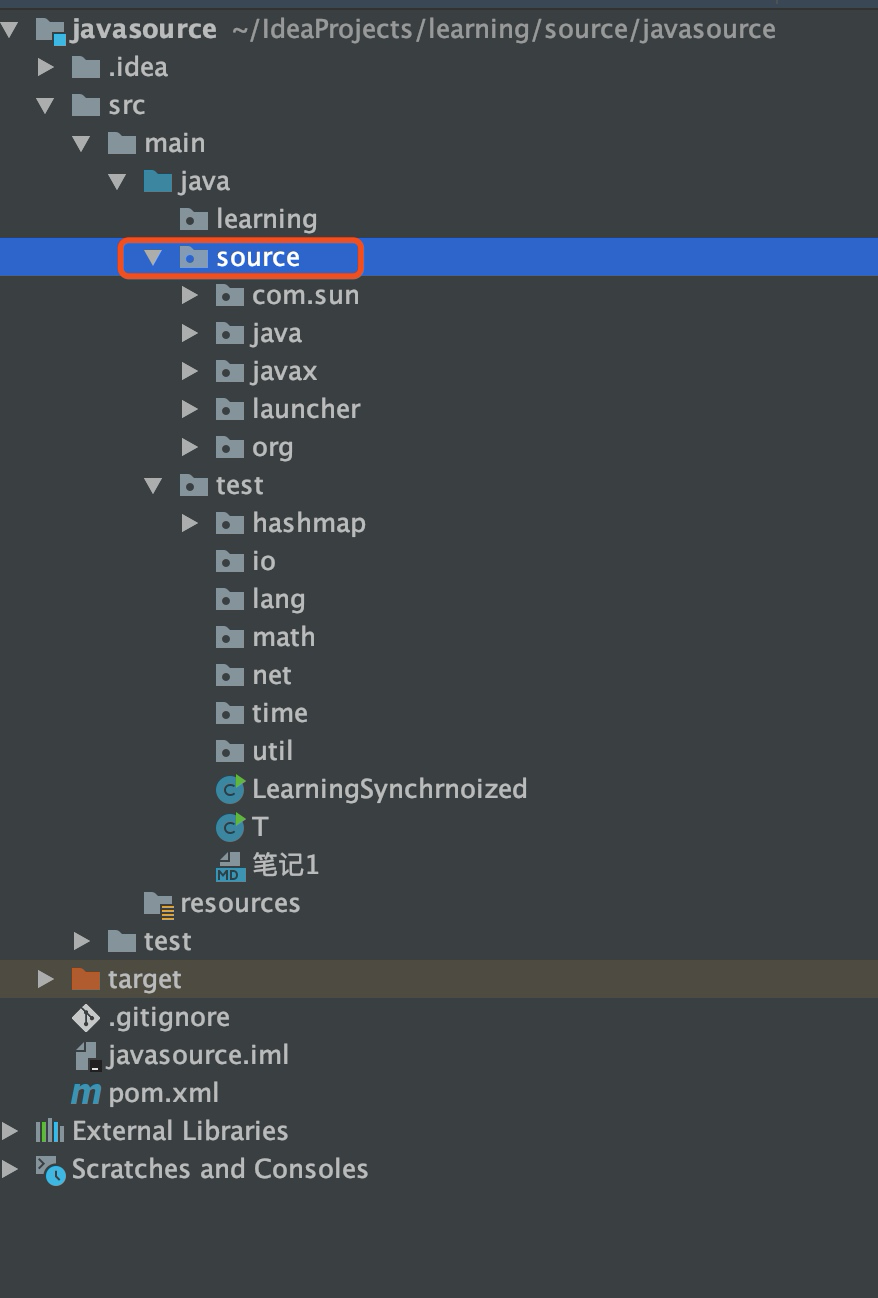 javasource ~/IdeaProjects/learning/source/javasource
.idea
src
main
java
learning
source
com.sun
java
javax
launcher
org
test
hashmap
io
lang
math
net
time
util
C LearningSynchrnoized
C T
MD 笔记1
resources
test
target
.gitignore
javasource.iml
m pom.xml
External Libraries
Scratches and Consoles